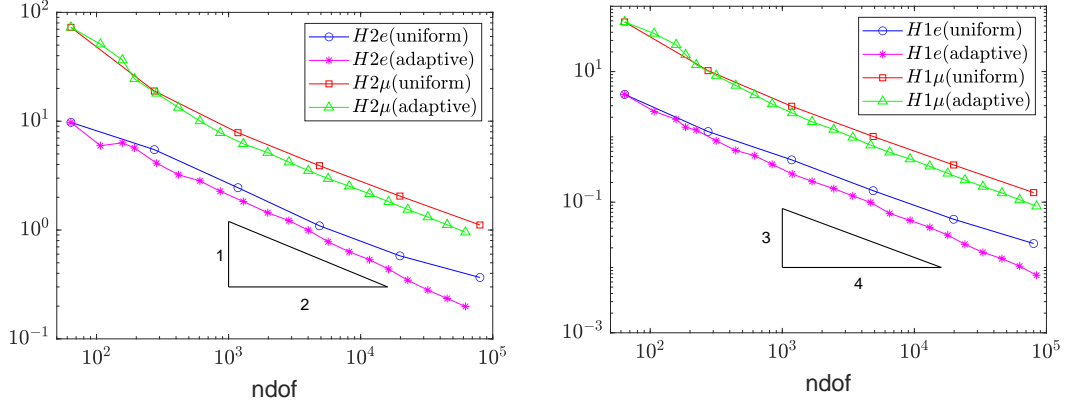 10^2
10^1
10^0
10^{-1}
10^2
10^3
10^4
10^5
ndof
H2e(uniform)
H2e(adaptive)
H2μ(uniform)
H2μ(adaptive)
1
2
10^1
10^{-1}
10^{-3}
10^2
10^3
10^4
10^5
ndof
H1e(uniform)
H1e(adaptive)
H1μ(uniform)
H1μ(adaptive)
3
4